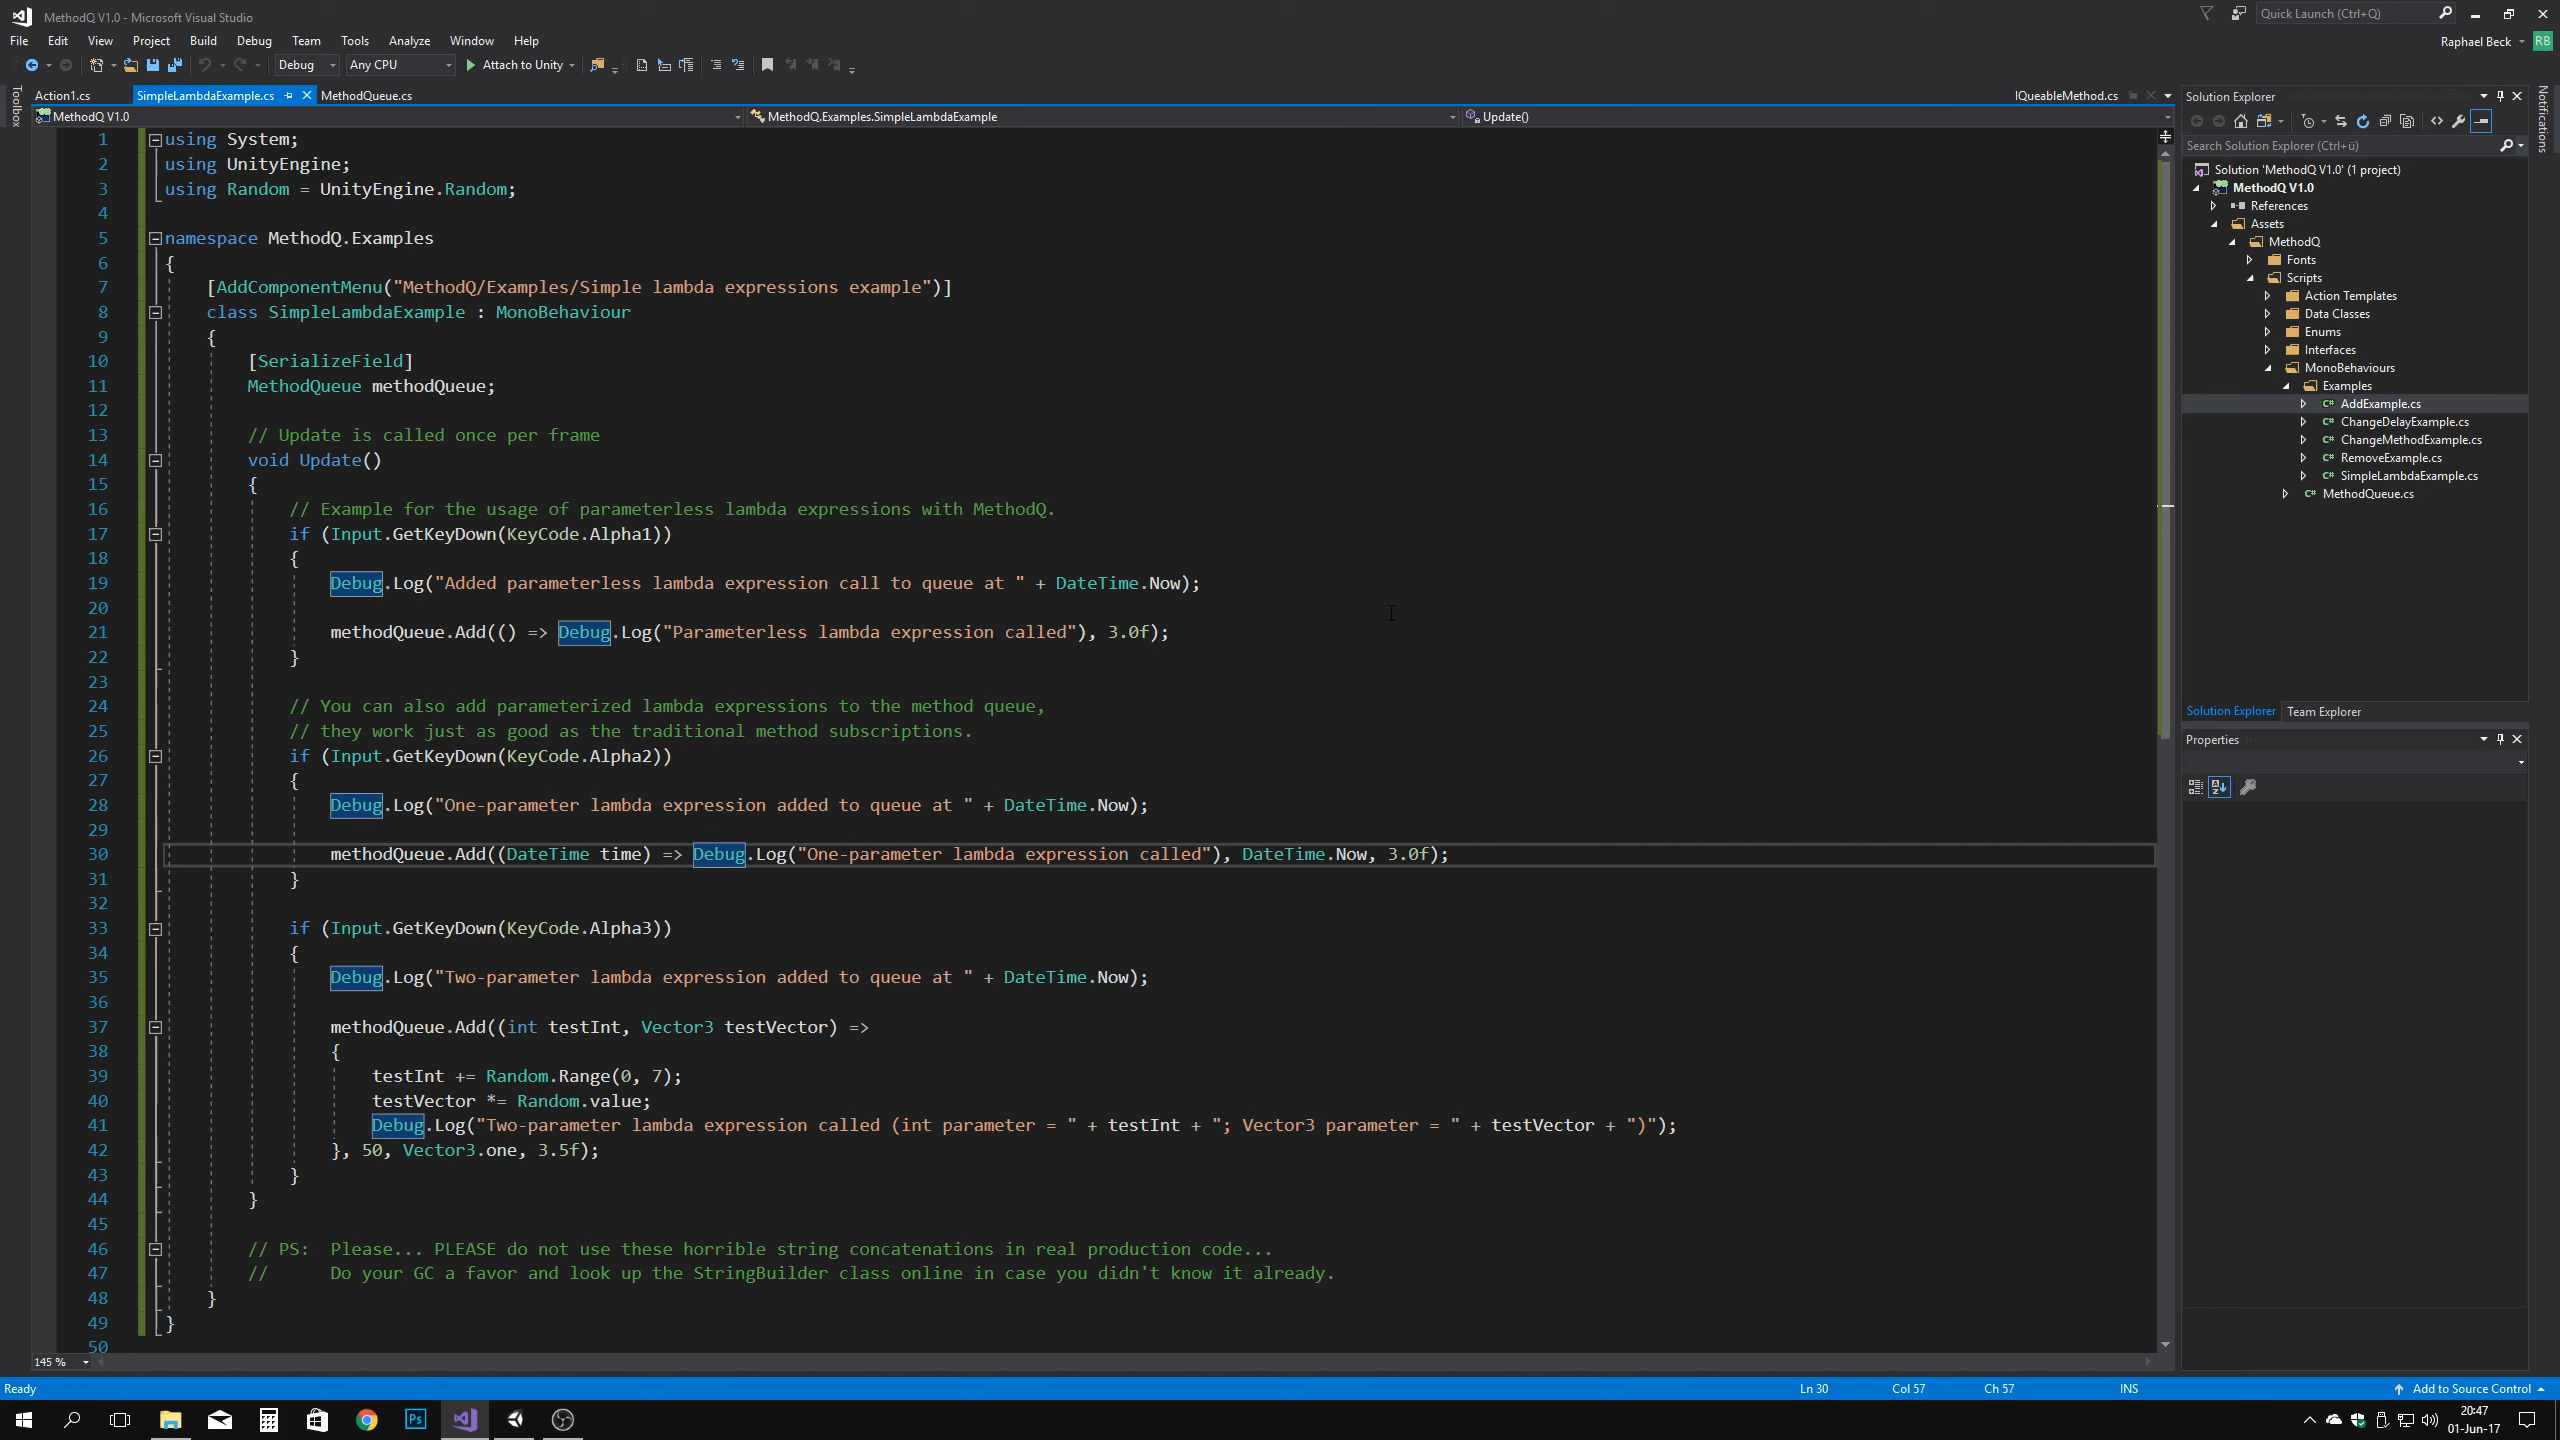 MethodQ V1.0 - Microsoft Visual Studio
Quick Launch (Ctrl+Q)
File Edit View Project Build Debug Team Tools Analyze Window Help
Raphael Beck RB
Debug Any CPU Attach to Unity
Toolbox
Action1.cs SimpleLambdaExample.cs MethodQueue.cs IQueableMethod.cs
MethodQ V1.0 MethodQ.Examples.SimpleLambdaExample Update()
1 using System;
2 using UnityEngine;
3 using Random = UnityEngine.Random;
4
5 namespace MethodQ.Examples
6 {
7 [AddComponentMenu("MethodQ/Examples/Simple lambda expressions example")]
8 class SimpleLambdaExample : MonoBehaviour
9 {
10 [SerializeField]
11 MethodQueue methodQueue;
12
13 // Update is called once per frame
14 void Update()
15 {
16 // Example for the usage of parameterless lambda expressions with MethodQ.
17 if (Input.GetKeyDown(KeyCode.Alpha1))
18 {
19 Debug.Log("Added parameterless lambda expression call to queue at " + DateTime.Now);
20
21 methodQueue.Add(() => Debug.Log("Parameterless lambda expression called"), 3.0f);
22 }
23
24 // You can also add parameterized lambda expressions to the method queue,
25 // they work just as good as the traditional method subscriptions.
26 if (Input.GetKeyDown(KeyCode.Alpha2))
27 {
28 Debug.Log("One-parameter lambda expression added to queue at " + DateTime.Now);
29
30 methodQueue.Add((DateTime time) => Debug.Log("One-parameter lambda expression called"), DateTime.Now, 3.0f);
31 }
32
33 if (Input.GetKeyDown(KeyCode.Alpha3))
34 {
35 Debug.Log("Two-parameter lambda expression added to queue at " + DateTime.Now);
36
37 methodQueue.Add((int testInt, Vector3 testVector) =>
38 {
39 testInt += Random.Range(0, 7);
40 testVector *= Random.value;
41 Debug.Log("Two-parameter lambda expression called (int parameter = " + testInt + "; Vector3 parameter = " + testVector + ")");
42 }, 50, Vector3.one, 3.5f);
43 }
44 }
45
46 // PS: Please... PLEASE do not use these horrible string concatenations in real production code...
47 // Do your GC a favor and look up the StringBuilder class online in case you didn't know it already.
48 }
49 }
50
145 %
Solution Explorer
Search Solution Explorer (Ctrl+ü)
Solution 'MethodQ V1.0' (1 project)
MethodQ V1.0
References
Assets
MethodQ
Fonts
Scripts
Action Templates
Data Classes
Enums
Interfaces
MonoBehaviours
Examples
C# AddExample.cs
C# ChangeDelayExample.cs
C# ChangeMethodExample.cs
C# RemoveExample.cs
C# SimpleLambdaExample.cs
C# MethodQueue.cs
Solution Explorer Team Explorer
Properties
Notifications
Ready Ln 30 Col 57 Ch 57 INS Add to Source Control
Ps
20:47
01-Jun-17